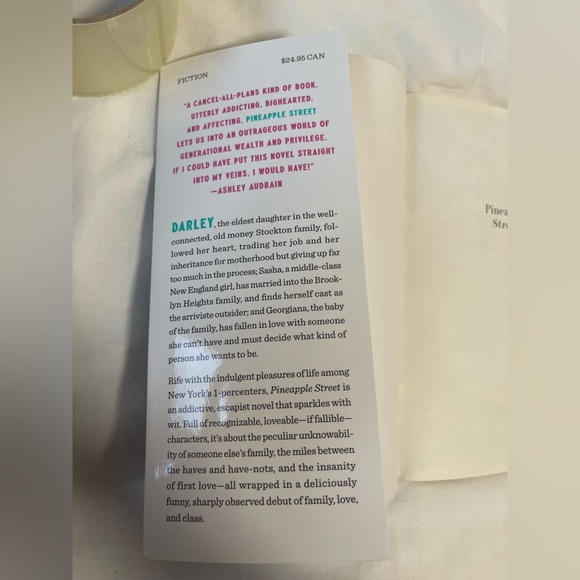 FICTION
$24.95 CAN
"A CANCEL-ALL-PLANS KIND OF BOOK.
UTTERLY ADDICTING, BIGHEARTED,
AND AFFECTING, PINEAPPLE STREET
LETS US INTO AN OUTRAGEOUS WORLD OF
GENERATIONAL WEALTH AND PRIVILEGE.
IF I COULD HAVE PUT THIS NOVEL STRAIGHT
INTO MY VEINS, I WOULD HAVE!"
—ASHLEY AUDRAIN
DARLEY, the eldest daughter in the well-
connected, old money Stockton family, fol-
lowed her heart, trading her job and her
inheritance for motherhood but giving up far
too much in the process; Sasha, a middle-class
New England girl, has married into the Brook-
lyn Heights family, and finds herself cast as
the arriviste outsider; and Georgiana, the baby
of the family, has fallen in love with someone
she can't have and must decide what kind of
person she wants to be.
Rife with the indulgent pleasures of life among
New York's 1-percenters, Pineapple Street is
an addictive, escapist novel that sparkles with
wit. Full of recognizable, loveable—if fallible—
characters, it's about the peculiar unknowabil-
ity of someone else's family, the miles between
the haves and have-nots, and the insanity
of first love—all wrapped in a deliciously
funny, sharply observed debut of family, love,
and class.
Pinea
Stre